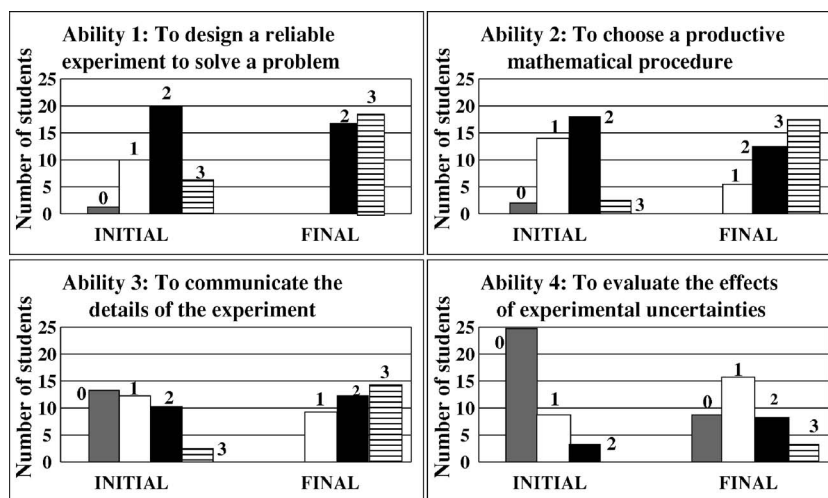 Ability 1: To design a reliable
experiment to solve a problem
Number of students
25
20
15
10
5
0
0
1
2
3
2
3
INITIAL
FINAL
Ability 2: To choose a productive
mathematical procedure
Number of students
25
20
15
10
5
0
0
1
2
3
1
2
3
INITIAL
FINAL
Ability 3: To communicate the
details of the experiment
Number of students
25
20
15
10
5
0
0
1
2
3
1
2
3
INITIAL
FINAL
Ability 4: To evaluate the effects
of experimental uncertainties
Number of students
25
20
15
10
5
0
0
1
2
0
1
2
3
INITIAL
FINAL